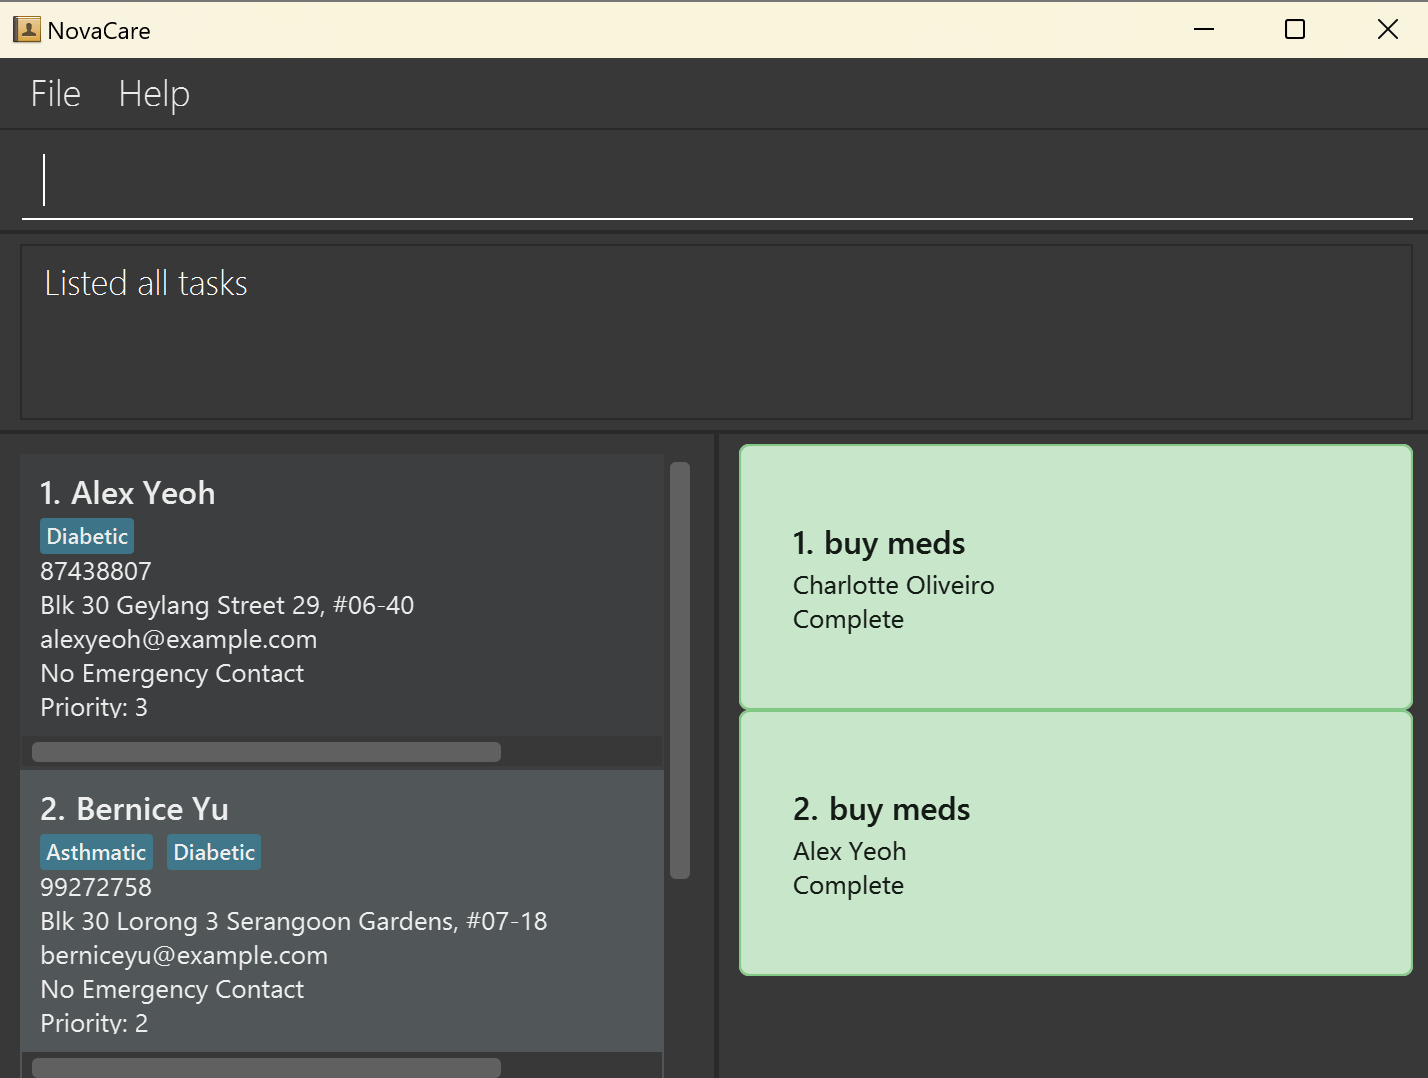 NovaCare
File Help
Listed all tasks
1. Alex Yeoh
Diabetic
87438807
Blk 30 Geylang Street 29, #06-40
alexyeoh@example.com
No Emergency Contact
Priority: 3
2. Bernice Yu
Asthmatic Diabetic
99272758
Blk 30 Lorong 3 Serangoon Gardens, #07-18
berniceyu@example.com
No Emergency Contact
Priority: 2
1. buy meds
Charlotte Oliveiro
Complete
2. buy meds
Alex Yeoh
Complete